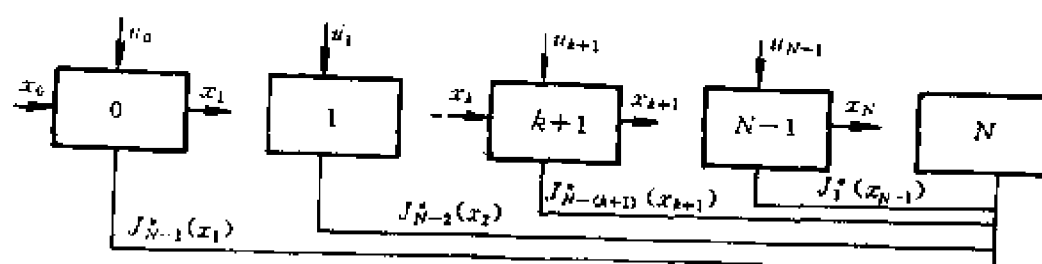 u₀ u₁ u_{k+1} u_{N-1}
x₀ 0 x₁ 1 x_k k+1 x_{k+1} N-1 x_N N
J*_{N-1}(x₁) J*_{N-2}(x₂) J*_{N-(k+1)}(x_{k+1}) J*₁(x_{N-1})